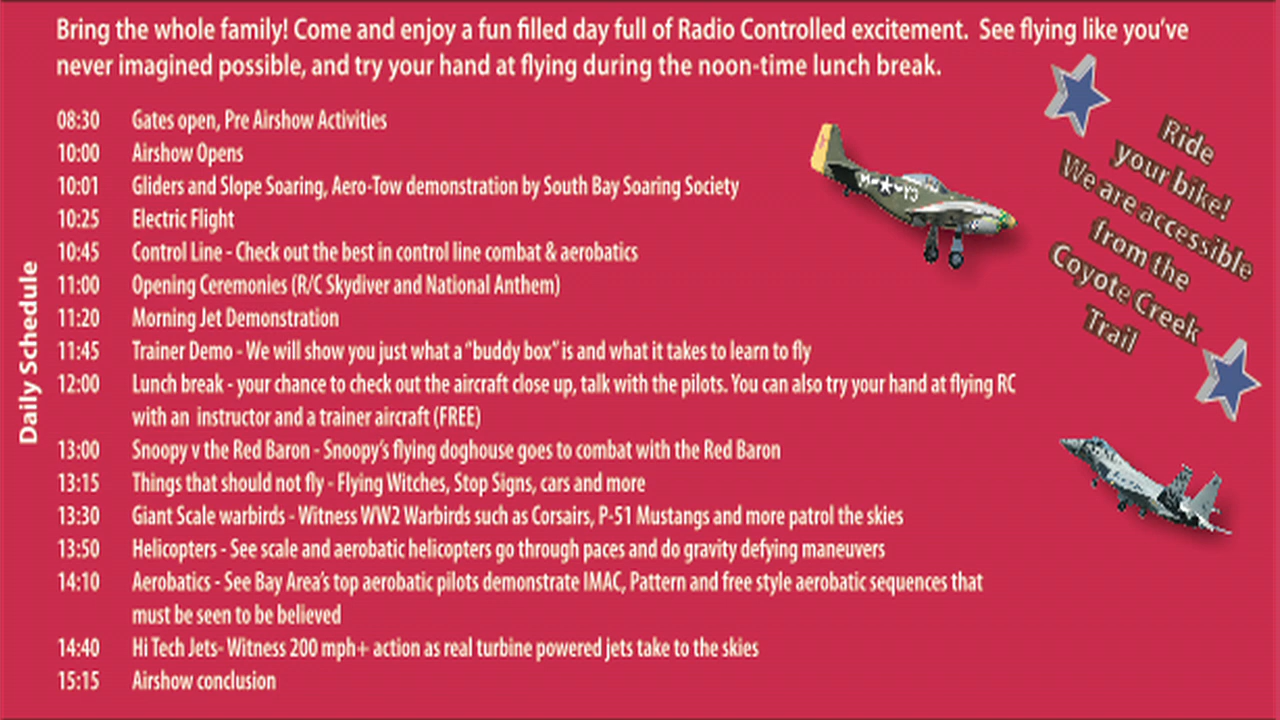 Bring the whole family! Come and enjoy a fun filled day full of Radio Controlled excitement. See flying like you've
never imagined possible, and try your hand at flying during the noon-time lunch break.
Daily Schedule
08:30 Gates open, Pre Airshow Activities
10:00 Airshow Opens
10:01 Gliders and Slope Soaring, Aero-Tow demonstration by South Bay Soaring Society
10:25 Electric Flight
10:45 Control Line - Check out the best in control line combat & aerobatics
11:00 Opening Ceremonies (R/C Skydiver and National Anthem)
11:20 Morning Jet Demonstration
11:45 Trainer Demo - We will show you just what a "buddy box" is and what it takes to learn to fly
12:00 Lunch break - your chance to check out the aircraft close up, talk with the pilots. You can also try your hand at flying RC
with an instructor and a trainer aircraft (FREE)
13:00 Snoopy v the Red Baron - Snoopy's flying doghouse goes to combat with the Red Baron
13:15 Things that should not fly - Flying Witches, Stop Signs, cars and more
13:30 Giant Scale warbirds - Witness WW2 Warbirds such as Corsairs, P-51 Mustangs and more patrol the skies
13:50 Helicopters - See scale and aerobatic helicopters go through paces and do gravity defying maneuvers
14:10 Aerobatics - See Bay Area's top aerobatic pilots demonstrate IMAC, Pattern and free style aerobatic sequences that
must be seen to be believed
14:40 Hi Tech Jets- Witness 200 mph+ action as real turbine powered jets take to the skies
15:15 Airshow conclusion
Ride
your bike!
We are accessible
from the
Coyote Creek
Trail